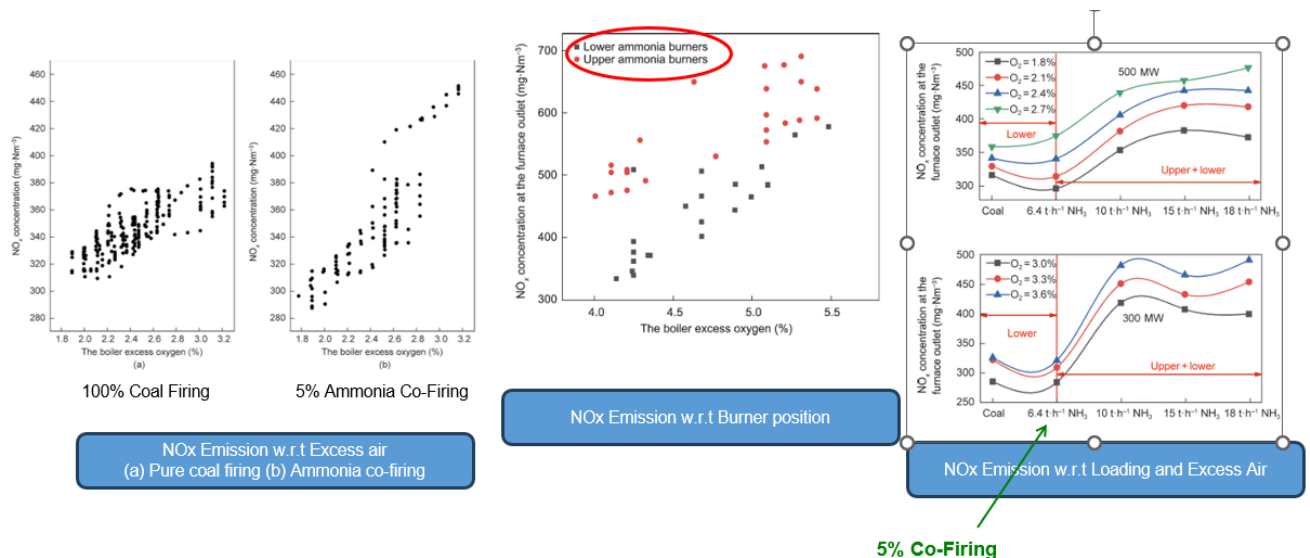 NOx concentration (mg·Nm⁻³)
460
440
420
400
380
360
340
320
300
280
1.8 2.0 2.2 2.4 2.6 2.8 3.0 3.2
The boiler excess oxygen (%)
(a)
100% Coal Firing
NOx concentration (mg·Nm⁻³)
460
440
420
400
380
360
340
320
300
280
1.8 2.0 2.2 2.4 2.6 2.8 3.0 3.2
The boiler excess oxygen (%)
(b)
5% Ammonia Co-Firing
NOx Emission w.r.t Excess air
(a) Pure coal firing (b) Ammonia co-firing
NOx concentration at the furnace outlet (mg·Nm⁻³)
700
600
500
400
300
Lower ammonia burners
Upper ammonia burners
4.0 4.5 5.0 5.5
The boiler excess oxygen (%)
NOx Emission w.r.t Burner position
NOx concentration at the
furnace outlet (mg·Nm⁻³)
500
450
400
350
300
O₂ = 1.8%
O₂ = 2.1%
O₂ = 2.4%
O₂ = 2.7%
500 MW
Lower
Upper + lower
Coal 6.4 t·h⁻¹ NH₃ 10 t·h⁻¹ NH₃ 15 t·h⁻¹ NH₃ 18 t·h⁻¹ NH₃
NOx concentration at the
furnace outlet (mg·Nm⁻³)
500
450
400
350
300
250
O₂ = 3.0%
O₂ = 3.3%
O₂ = 3.6%
300 MW
Lower
Upper + lower
Coal 6.4 t·h⁻¹ NH₃ 10 t·h⁻¹ NH₃ 15 t·h⁻¹ NH₃ 18 t·h⁻¹ NH₃
NOx Emission w.r.t Loading and Excess Air
5% Co-Firing